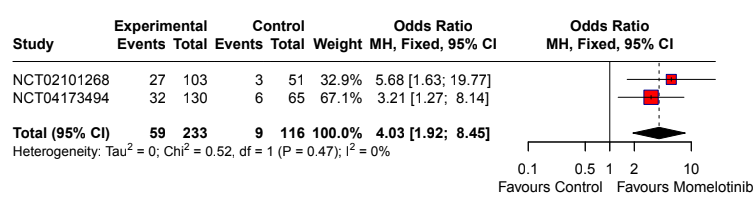 Experimental Control Odds Ratio Odds Ratio
Study Events Total Events Total Weight MH, Fixed, 95% CI MH, Fixed, 95% CI
NCT02101268 27 103 3 51 32.9% 5.68 [1.63; 19.77]
NCT04173494 32 130 6 65 67.1% 3.21 [1.27; 8.14]
Total (95% CI) 59 233 9 116 100.0% 4.03 [1.92; 8.45]
Heterogeneity: Tau² = 0; Chi² = 0.52, df = 1 (P = 0.47); I² = 0%
0.1 0.5 1 2 10
Favours Control Favours Momelotinib